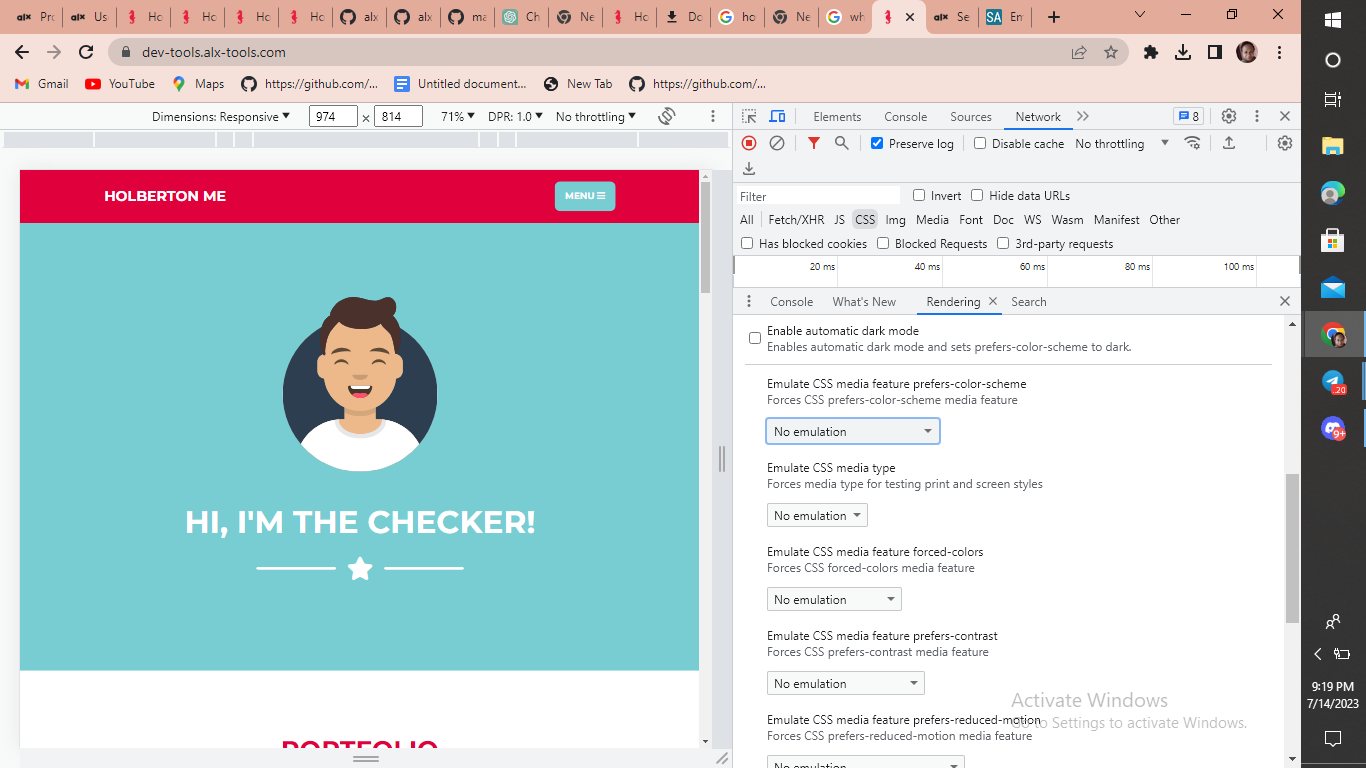 Pro
Us
Ho
Ho
Ho
Ho
alx
alx
ma
Ch
Ne
Ho
Do
ho
Ne
wh
Se
SA
En
dev-tools.alx-tools.com
Gmail YouTube Maps https://github.com/... Untitled document... New Tab https://github.com/...
Dimensions: Responsive 974 x 814 71% DPR: 1.0 No throttling
HOLBERTON ME MENU
HI, I'M THE CHECKER!
PORTFOLIO
Elements Console Sources Network 8
Preserve log Disable cache No throttling
Filter Invert Hide data URLs
All Fetch/XHR JS CSS Img Media Font Doc WS Wasm Manifest Other
Has blocked cookies Blocked Requests 3rd-party requests
20 ms 40 ms 60 ms 80 ms 100 ms
Console What's New Rendering Search
Enable automatic dark mode
Enables automatic dark mode and sets prefers-color-scheme to dark.
Emulate CSS media feature prefers-color-scheme
Forces CSS prefers-color-scheme media feature
No emulation
Emulate CSS media type
Forces media type for testing print and screen styles
No emulation
Emulate CSS media feature forced-colors
Forces CSS forced-colors media feature
No emulation
Emulate CSS media feature prefers-contrast
Forces CSS prefers-contrast media feature
No emulation
Emulate CSS media feature prefers-reduced-motion
Forces CSS prefers-reduced-motion media feature
No emulation
Activate Windows
Go to Settings to activate Windows.
..20
9+
9:19 PM
7/14/2023